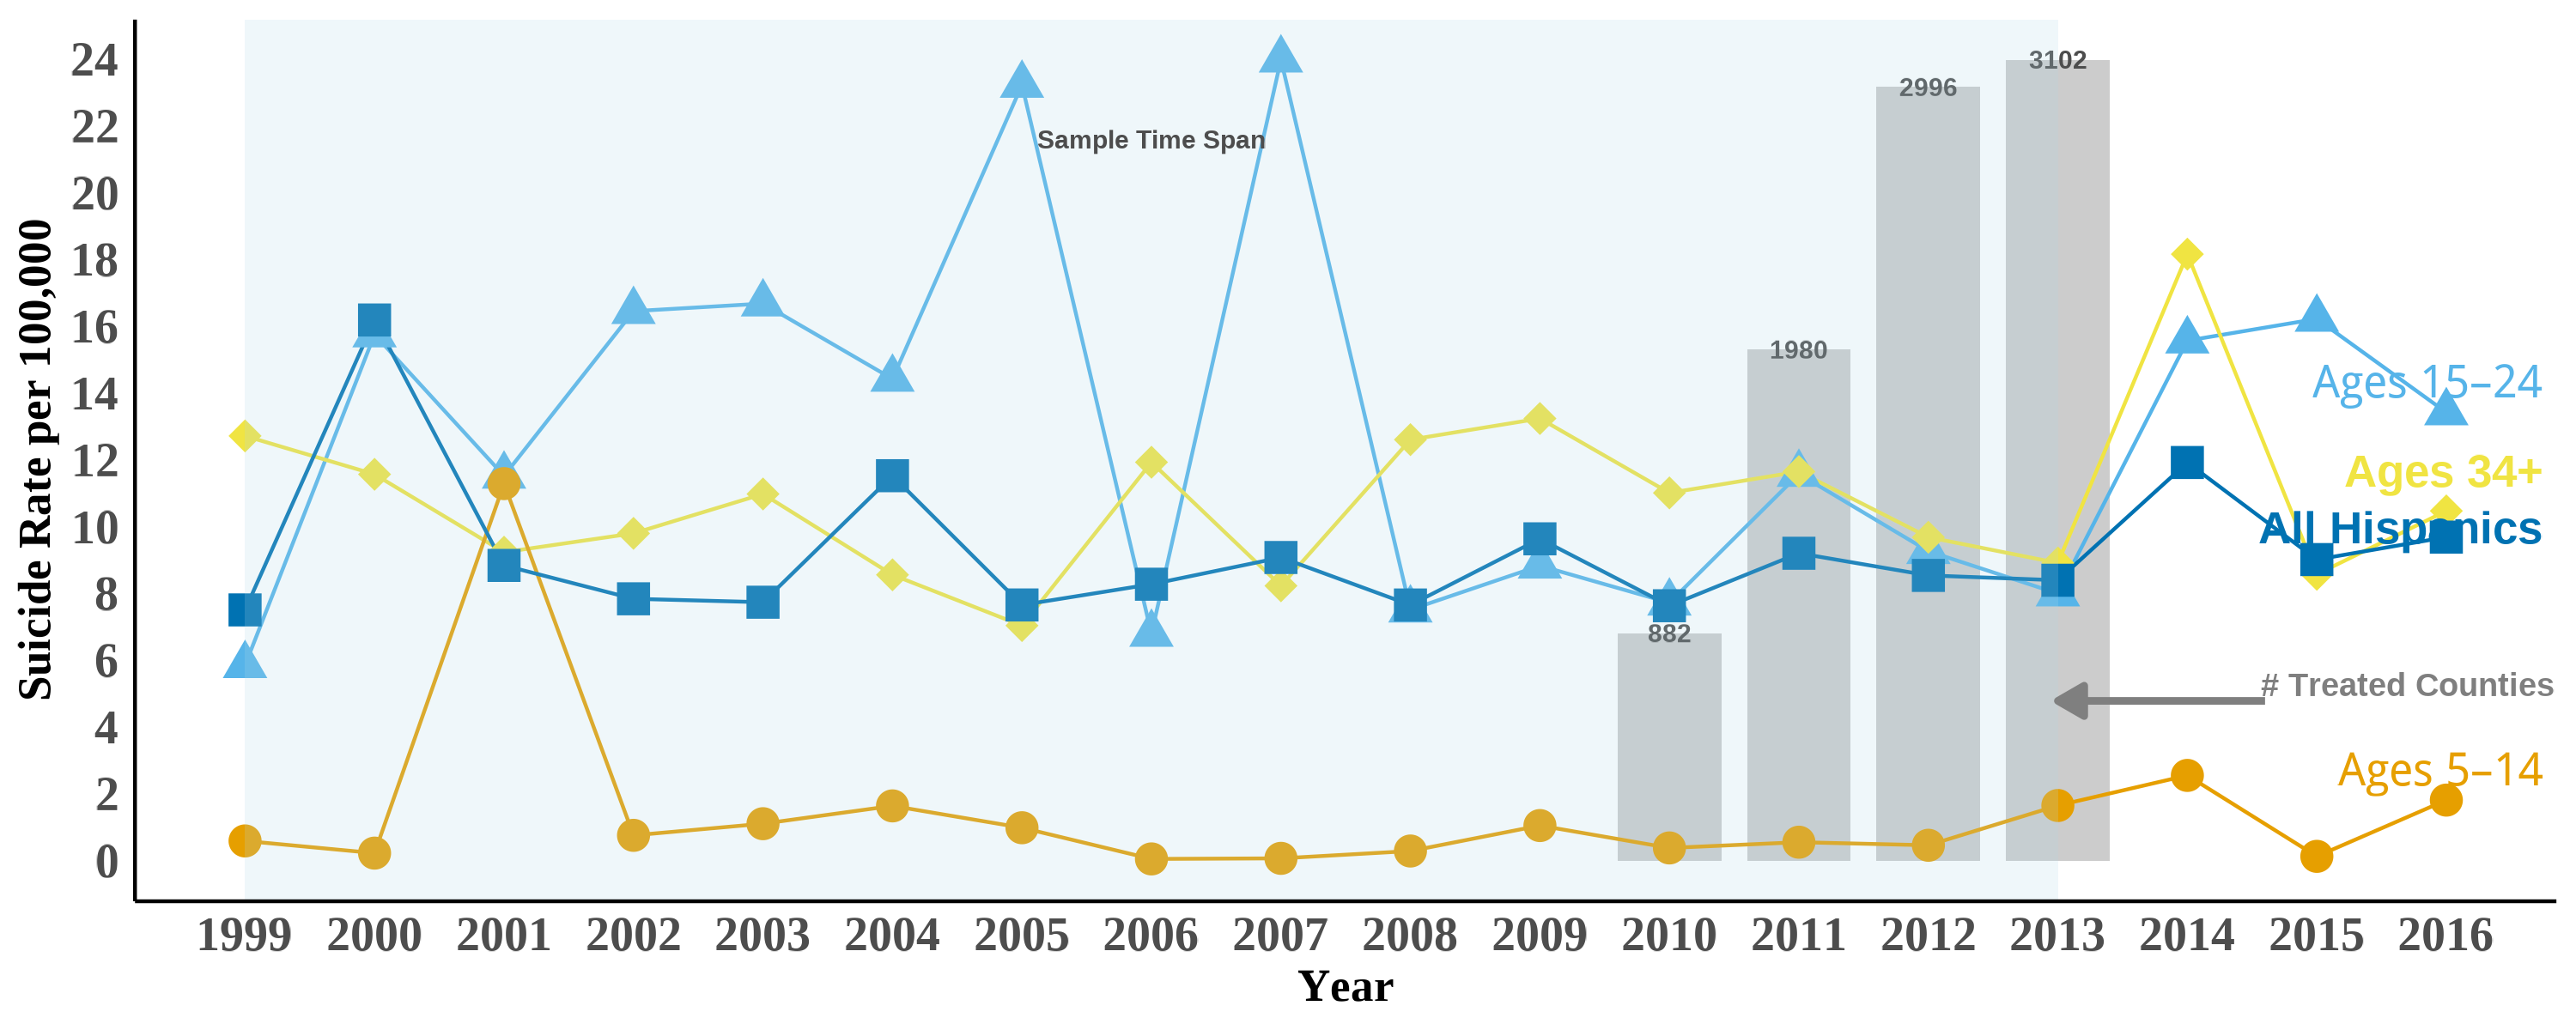 Suicide Rate per 100,000
24
22
20
18
16
14
12
10
8
6
4
2
0
Sample Time Span
882
1980
2996
3102
Ages 15–24
Ages 34+
All Hispanics
# Treated Counties
Ages 5–14
1999 2000 2001 2002 2003 2004 2005 2006 2007 2008 2009 2010 2011 2012 2013 2014 2015 2016
Year